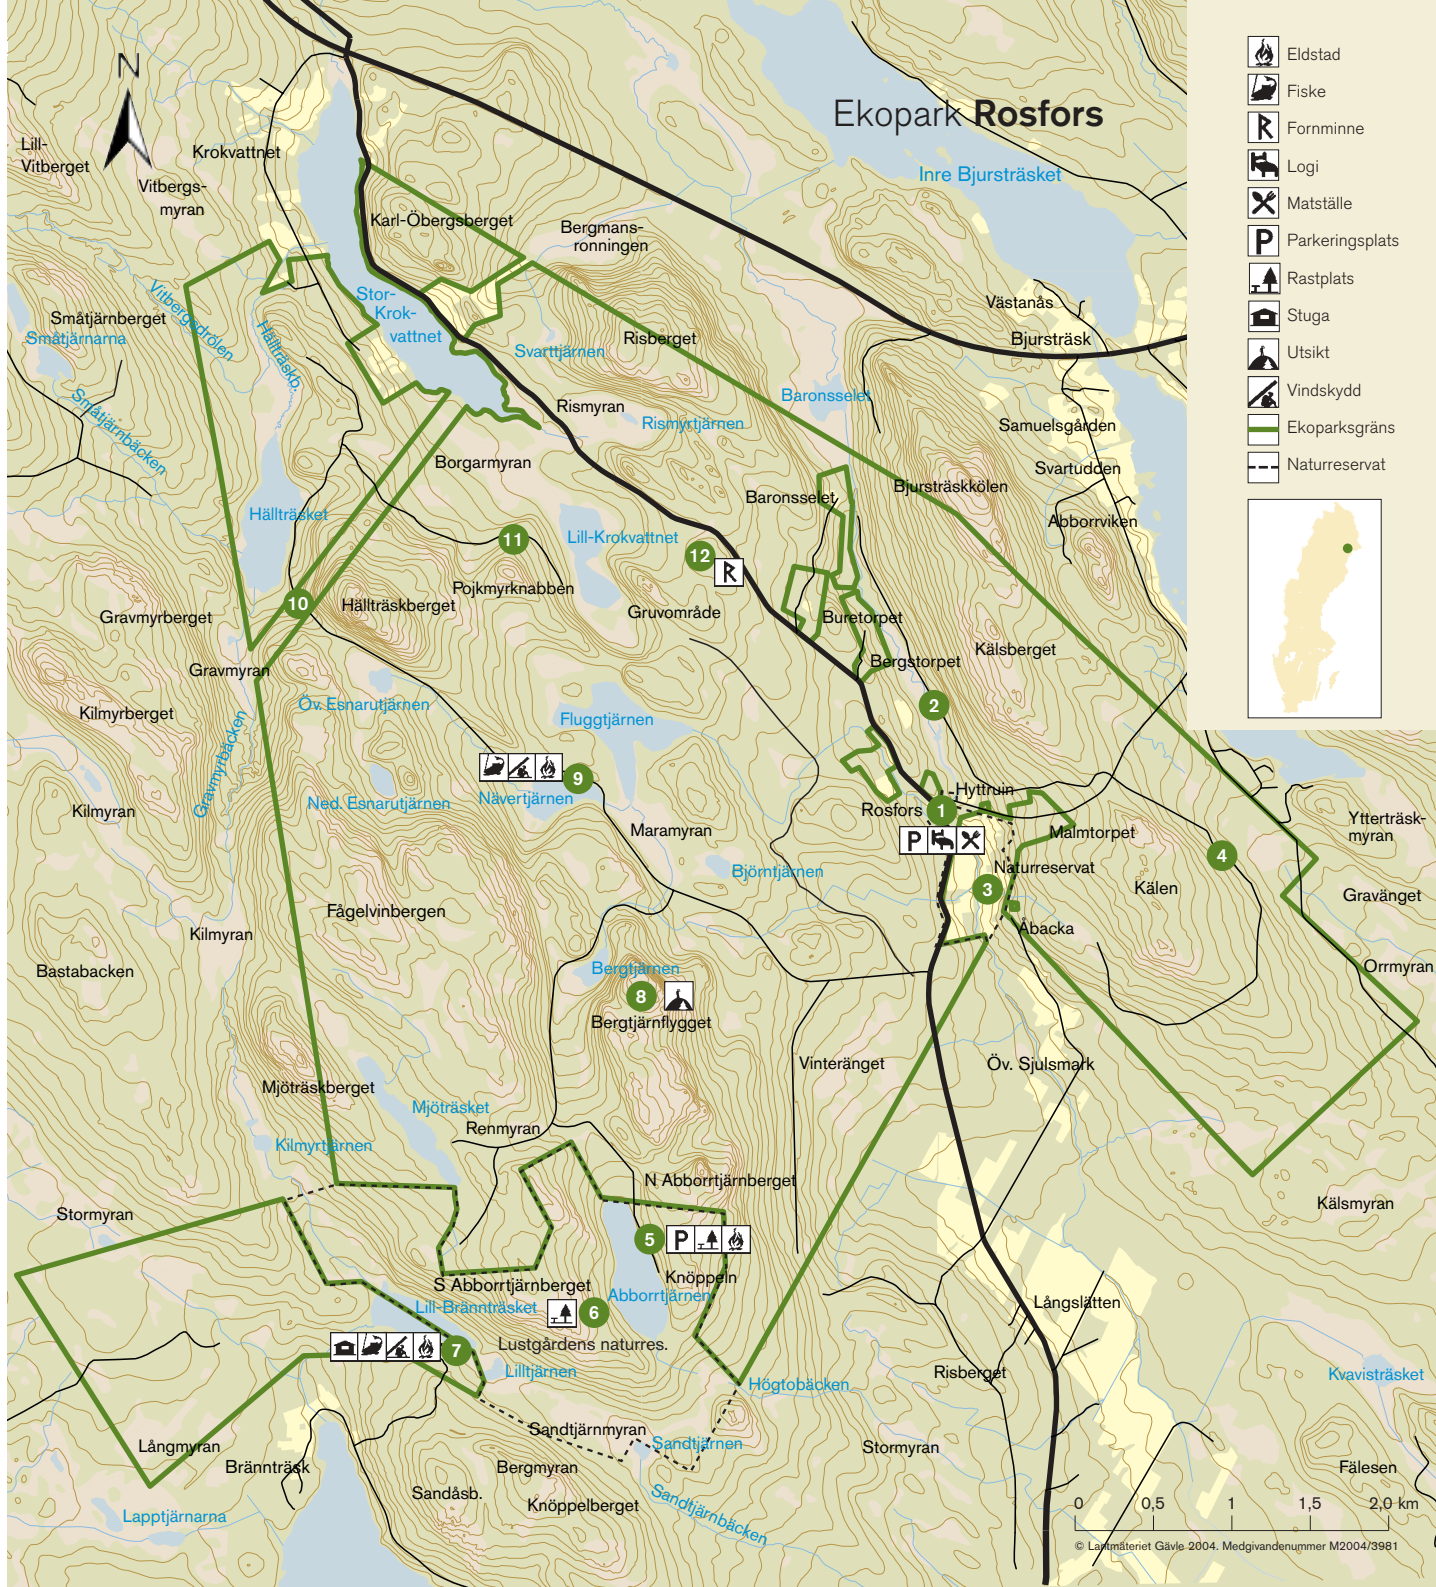 Ekopark Rosfors
N
Eldstad
Fiske
Fornminne
Logi
Matställe
Parkeringsplats
Rastplats
Stuga
Utsikt
Vindskydd
Ekoparksgräns
Naturreservat
Lill-
Vitberget
Krokvattnet
Vitbergs-
myran
Karl-Öbergsberget
Bergmans-
ronningen
Inre Bjursträsket
Småtjärnberget
Småtjärnarna
Vitbergsdrölen
Hällträskb.
Stor-
Krok-
vattnet
Svarttjärnen
Risberget
Västanås
Bjursträsk
Småtjärnbäcken
Rismyran
Rismyrtjärnen
Baronsselet
Samuelsgården
Borgarmyran
Svartudden
Baronsselet
Bjursträskkölen
Abborrviken
Hällträsket
11
Lill-Krokvattnet
12
R
Pojkmyrknabben
10
Hällträskberget
Gravmyrberget
Gruvområde
Buretorpet
Kälsberget
Bergstorpet
Gravmyran
Öv. Esnarutjärnen
Kilmyrberget
Fluggtjärnen
2
Gravmyrbäcken
9
Nävertjärnen
Ned. Esnarutjärnen
Hyttruin
Kilmyran
Rosfors
1
Maramyran
Malmtorpet
Ytterträsk-
myran
P
4
Björntjärnen
Naturreservat
3
Kälen
Gravänget
Fågelvinbergen
Kilmyran
Åbacka
Bastabacken
Bergtjärnen
Orrmyran
8
Bergtjärnflygget
Vinteränget
Öv. Sjulsmark
Mjöträskberget
Mjöträsket
Renmyran
Kilmyrtjärnen
N Abborrtjärnberget
Stormyran
Kälsmyran
5
P
S Abborrtjärnberget
Knöppeln
Abborrtjärnen
Lill-Brännträsket
6
Långslätten
Lustgårdens naturres.
7
Lilltjärnen
Högtobäcken
Risberget
Kvavisträsket
Sandtjärnmyran
Sandtjärnen
Långmyran
Stormyran
Brännträsk
Bergmyran
Fälesen
Sandåsb.
Knöppelberget
Sandtjärnbäcken
Lapptjärnarna
0 0,5 1 1,5 2,0 km
© Lantmäteriet Gävle 2004. Medgivandenummer M2004/3981